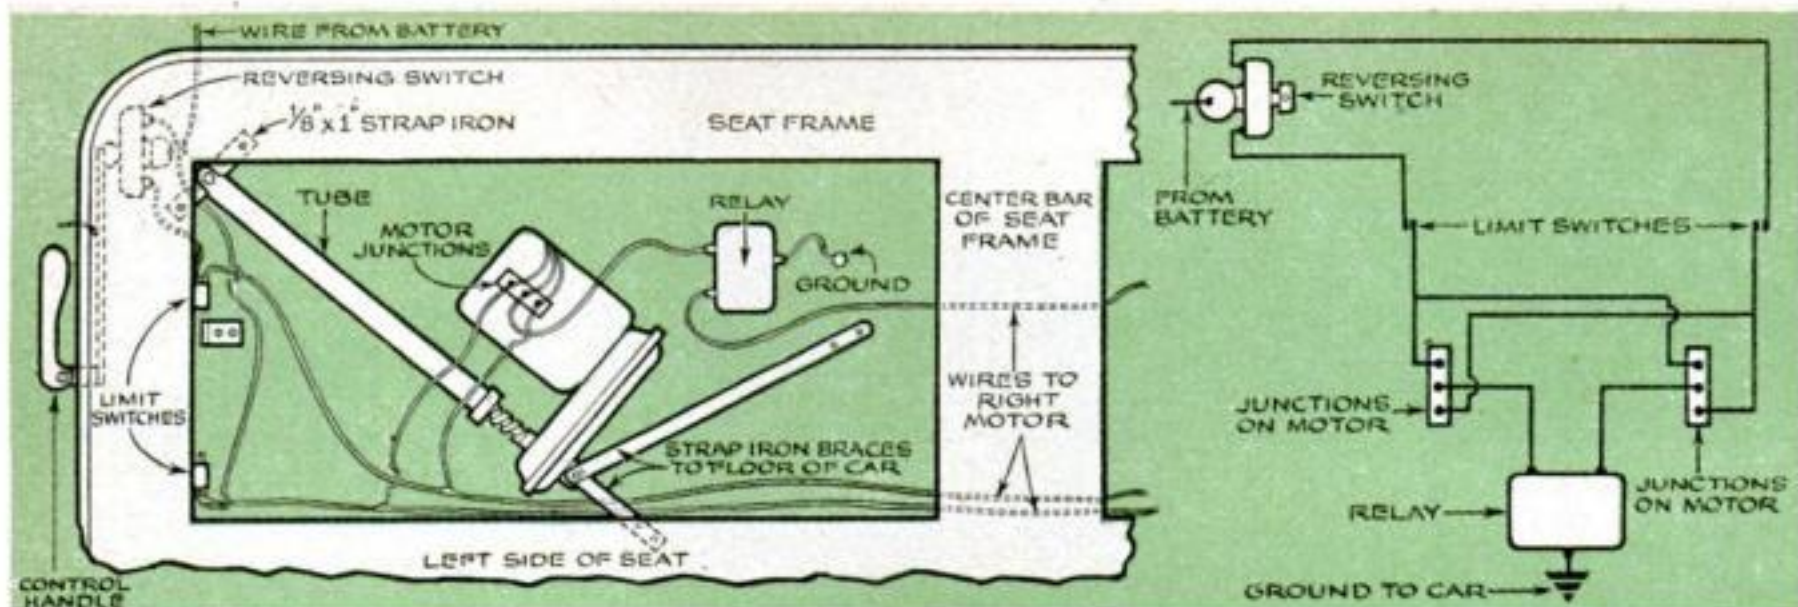 WIRE FROM BATTERY
REVERSING SWITCH
1/8" x 1" STRAP IRON
SEAT FRAME
TUBE
MOTOR
JUNCTIONS
RELAY
GROUND
CENTER BAR
OF SEAT
FRAME
LIMIT
SWITCHES
WIRES TO
RIGHT
MOTOR
STRAP IRON BRACES
TO FLOOR OF CAR
LEFT SIDE OF SEAT
CONTROL
HANDLE
REVERSING
SWITCH
FROM
BATTERY
LIMIT SWITCHES
JUNCTIONS
ON MOTOR
JUNCTIONS
ON MOTOR
RELAY
GROUND TO CAR